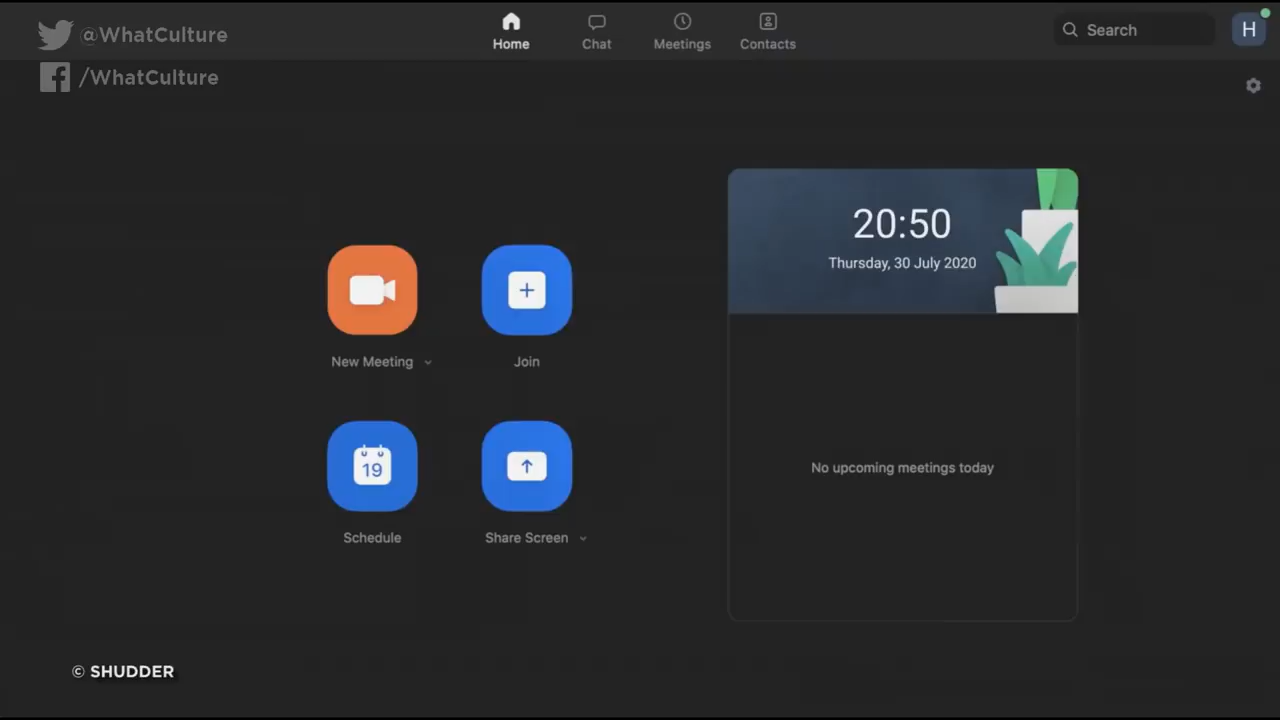 @WhatCulture
/WhatCulture
Home
Chat
Meetings
Contacts
Search
H
20:50
Thursday, 30 July 2020
New Meeting
Join
19
Schedule
Share Screen
No upcoming meetings today
© SHUDDER